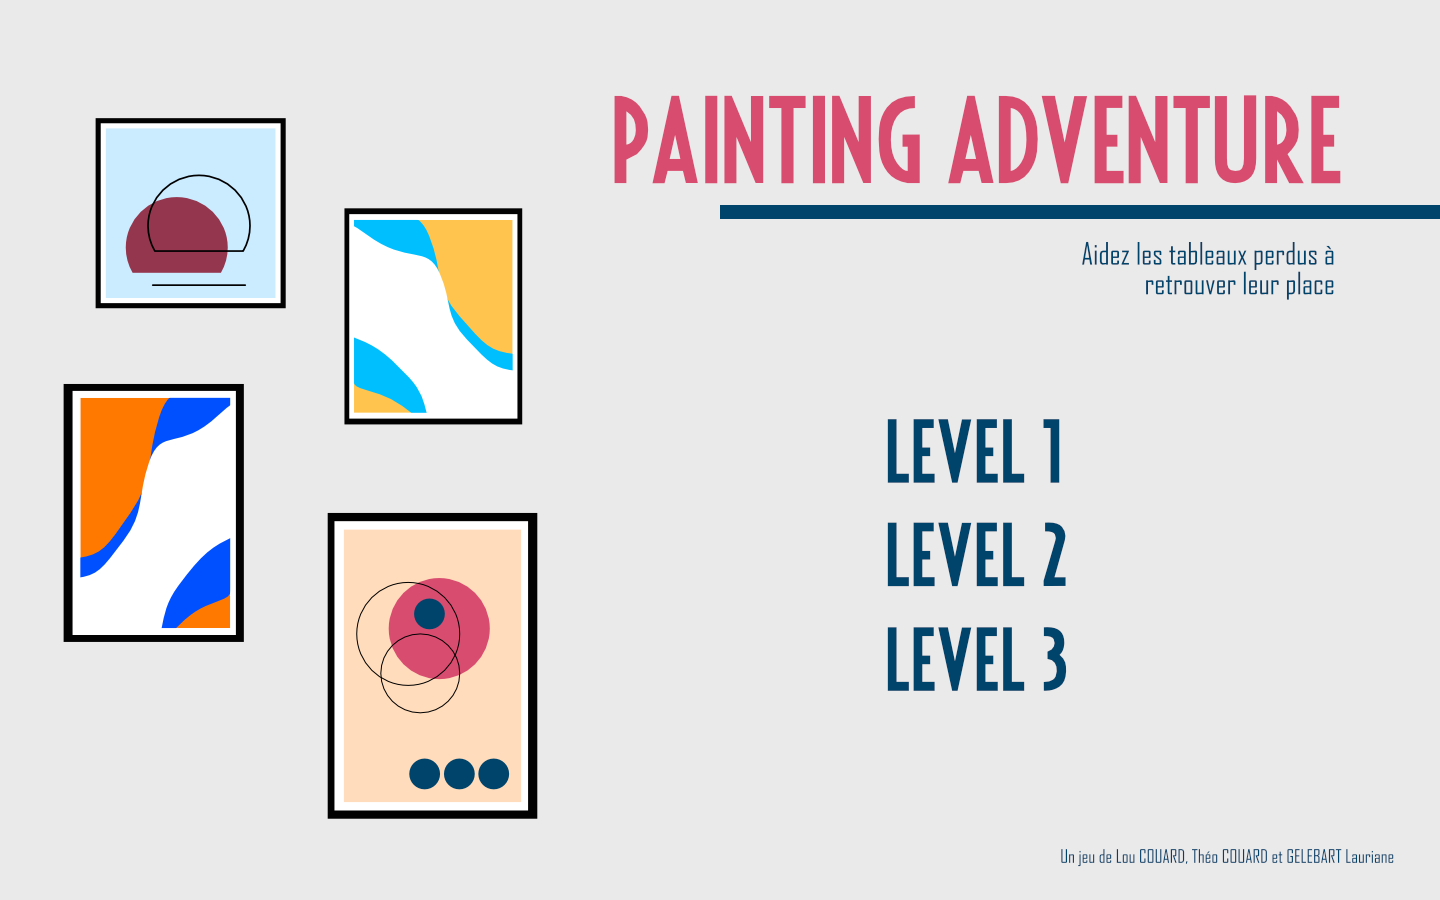 PAINTING ADVENTURE
Aidez les tableaux perdus à
retrouver leur place
LEVEL 1
LEVEL 2
LEVEL 3
Un jeu de Lou COUARD, Théo COUARD et GELEBART Lauriane